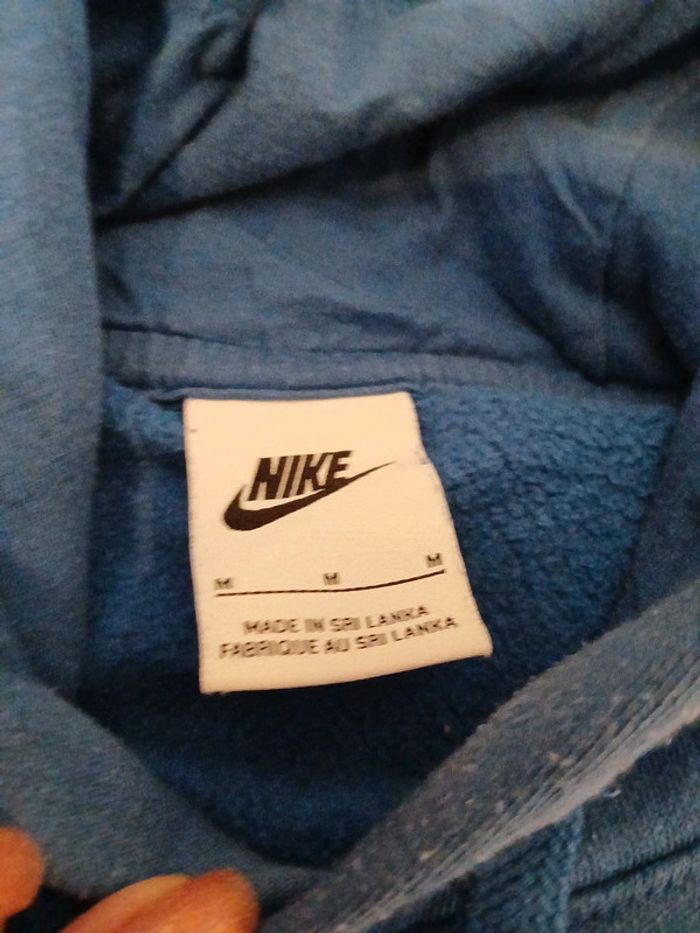 NIKE
M M M
MADE IN SRI LANKA
FABRIQUE AU SRI LANKA